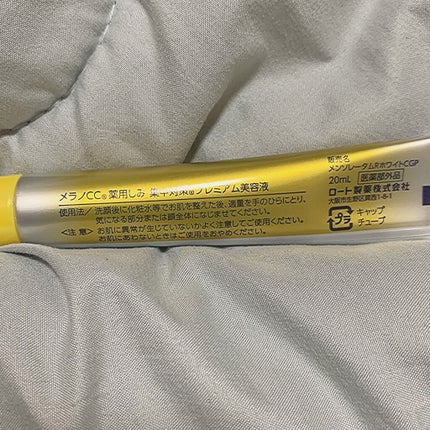 メラノCC® 薬用しみ 集中対策® プレミアム美容液
使用法／洗顔後に化粧水等でお肌を整えた後、適量を手のひらにとり、
気になる部分または顔全体になじませてご使用ください。
〈注意〉 お肌に異常が生じていないかよく注意してご使用ください。
お肌にあわないときはご使用をおやめください。
販売名
メンソレータムRホワイトCGP
20mL 医薬部外品
ロート製薬株式会社
大阪市生野区巽西1-8-1
プラ
キャップ
チューブ